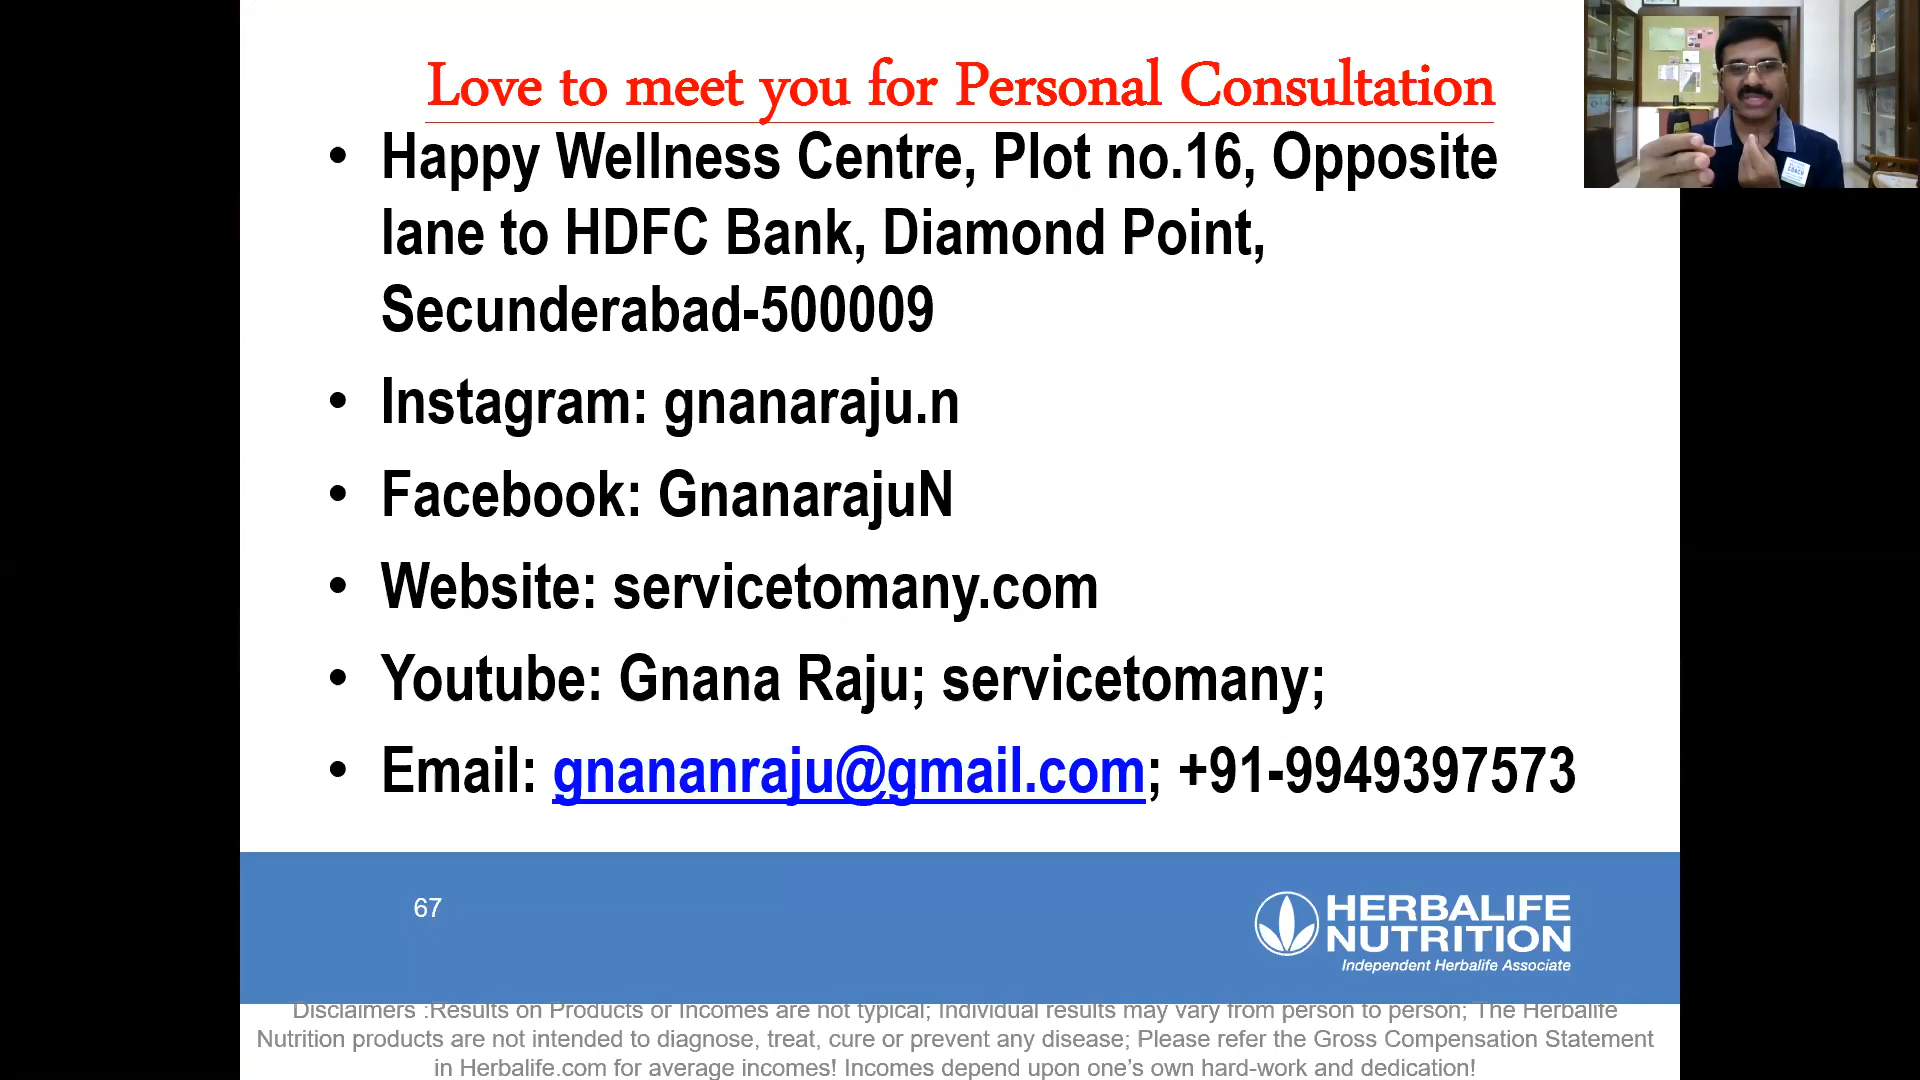 Love to meet you for Personal Consultation
• Happy Wellness Centre, Plot no.16, Opposite
lane to HDFC Bank, Diamond Point,
Secunderabad-500009
• Instagram: gnanaraju.n
• Facebook: GnanarajuN
• Website: servicetomany.com
• Youtube: Gnana Raju; servicetomany;
• Email: gnananraju@gmail.com; +91-9949397573
67
HERBALIFE
NUTRITION
Independent Herbalife Associate
Disclaimers :Results on Products or Incomes are not typical; Individual results may vary from person to person; The Herbalife
Nutrition products are not intended to diagnose, treat, cure or prevent any disease; Please refer the Gross Compensation Statement
in Herbalife.com for average incomes! Incomes depend upon one's own hard-work and dedication!
COACH